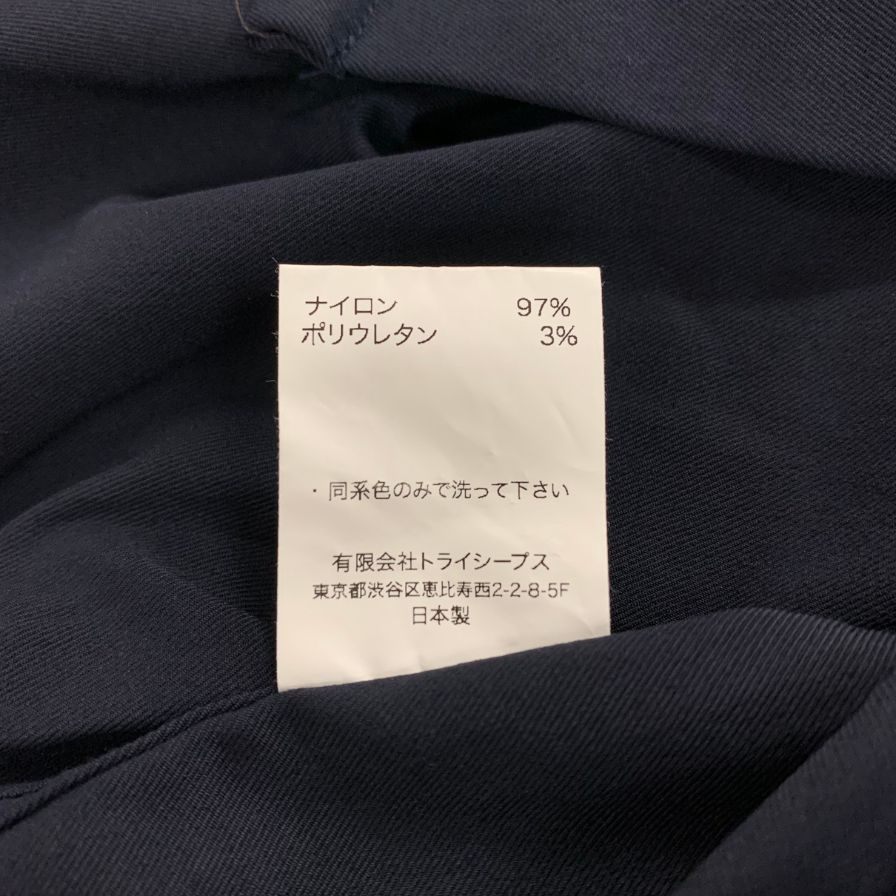 ナイロン 97%
ポリウレタン 3%
・同系色のみで洗って下さい
有限会社トライシープス
東京都渋谷区恵比寿西2-2-8-5F
日本製